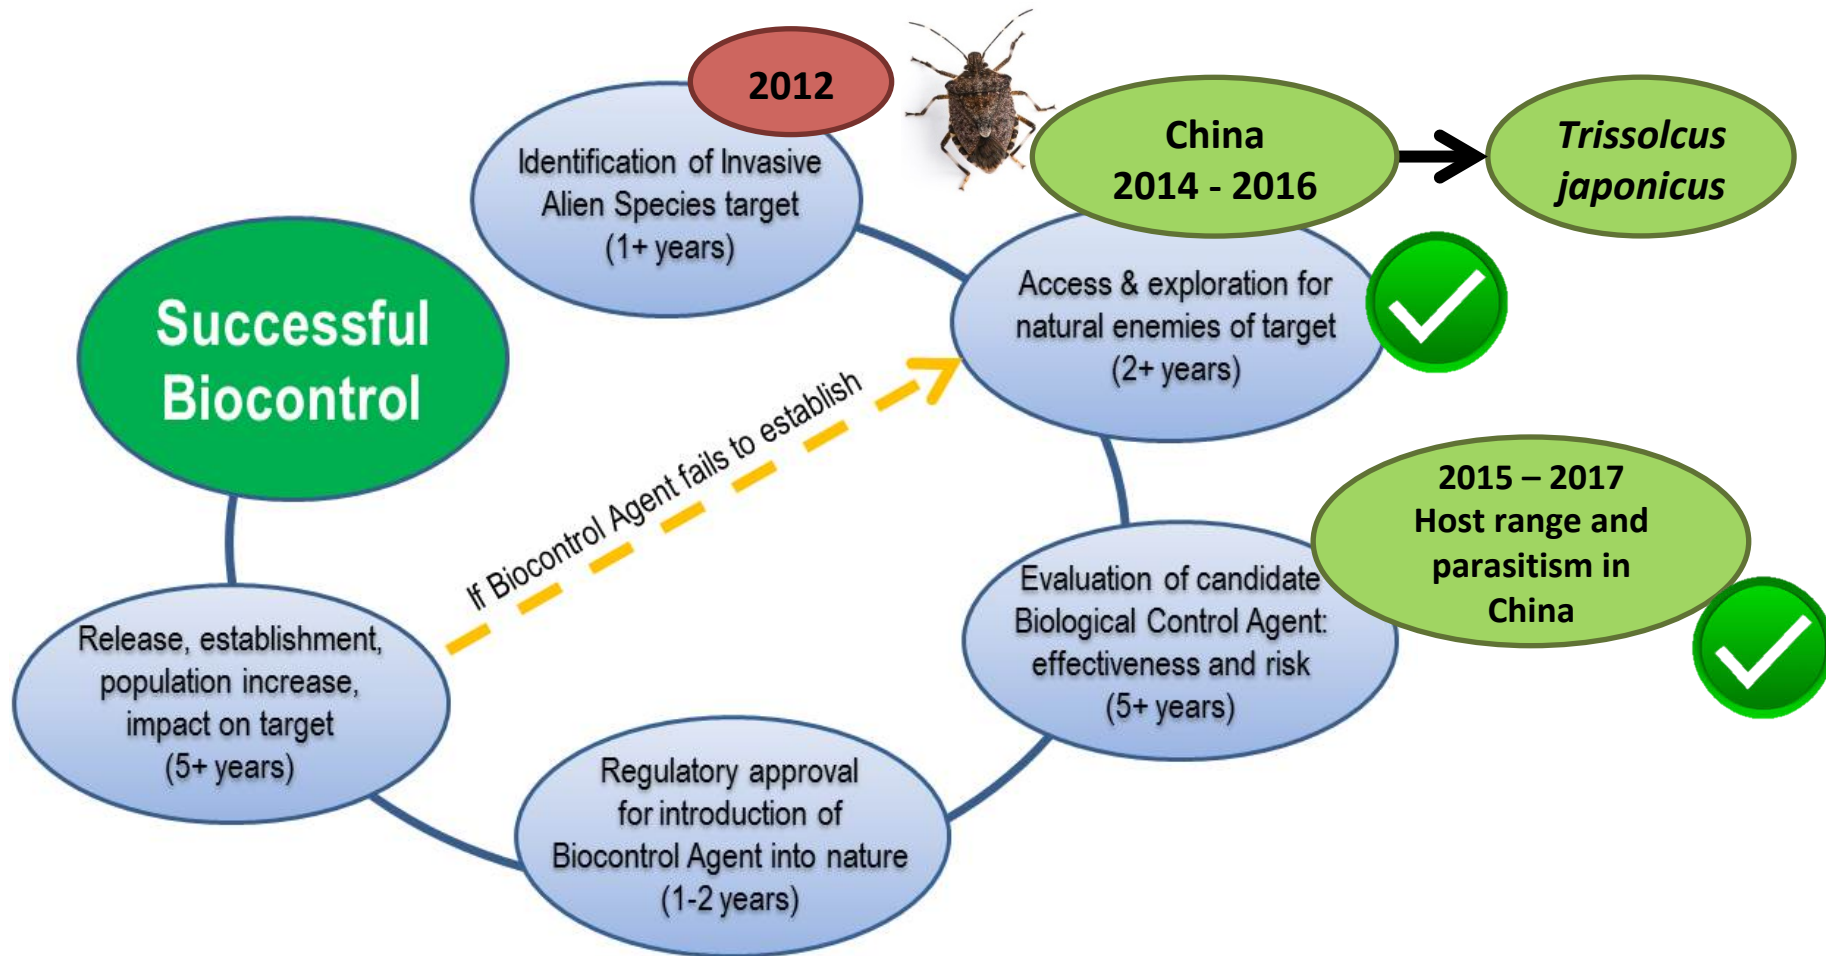 2012
Identification of Invasive
Alien Species target
(1+ years)
China
2014 - 2016
Trissolcus
japonicus
Access & exploration for
natural enemies of target
(2+ years)
2015 – 2017
Host range and
parasitism in
China
Evaluation of candidate
Biological Control Agent:
effectiveness and risk
(5+ years)
Regulatory approval
for introduction of
Biocontrol Agent into nature
(1-2 years)
Release, establishment,
population increase,
impact on target
(5+ years)
If Biocontrol Agent fails to establish
Successful
Biocontrol